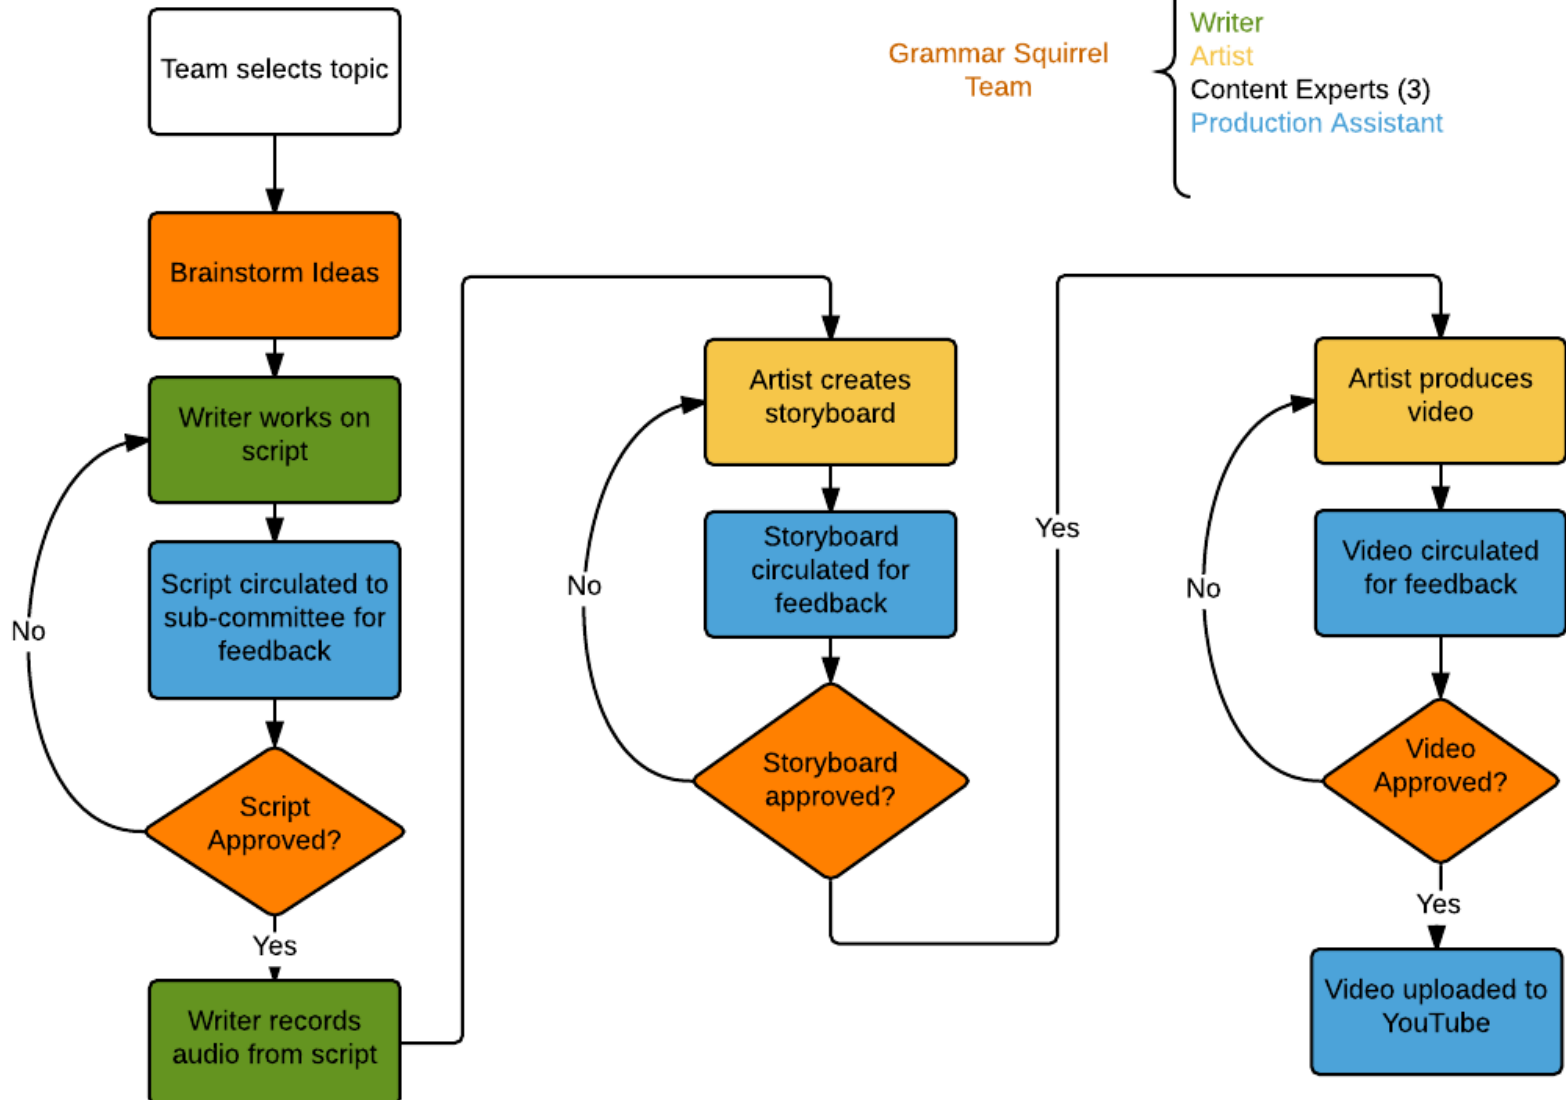 Team selects topic
Grammar Squirrel
Team
Writer
Artist
Content Experts (3)
Production Assistant
Brainstorm Ideas
Writer works on
script
Script circulated to
sub-committee for
feedback
No
Script
Approved?
Yes
Writer records
audio from script
Artist creates
storyboard
Storyboard
circulated for
feedback
No
Storyboard
approved?
Yes
Artist produces
video
Video circulated
for feedback
No
Video
Approved?
Yes
Video uploaded to
YouTube